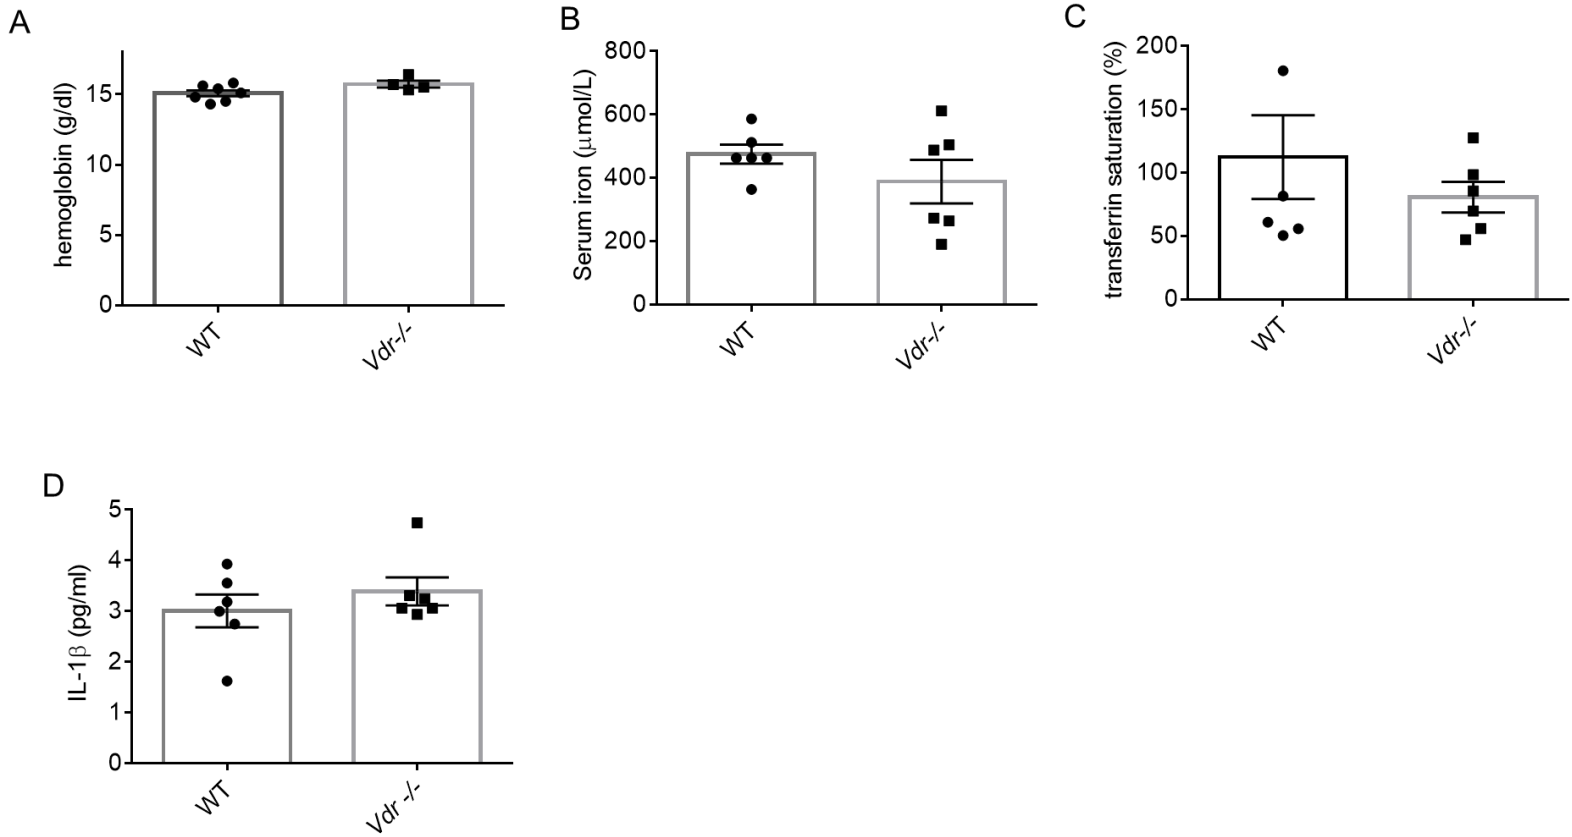 A
hemoglobin (g/dl)
15
10
5
0
WT
Vdr-/-
B
Serum iron (μmol/L)
800
600
400
200
0
WT
Vdr-/-
C
transferrin saturation (%)
200
150
100
50
0
WT
Vdr-/-
D
IL-1β (pg/ml)
5
4
3
2
1
0
WT
Vdr -/-